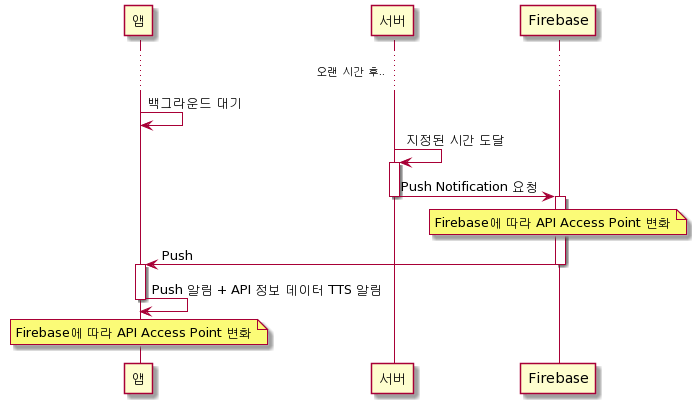 앱
서버
Firebase
오랜 시간 후..
백그라운드 대기
지정된 시간 도달
Push Notification 요청
Firebase에 따라 API Access Point 변화
Push
Push 알림 + API 정보 데이터 TTS 알림
Firebase에 따라 API Access Point 변화
앱
서버
Firebase